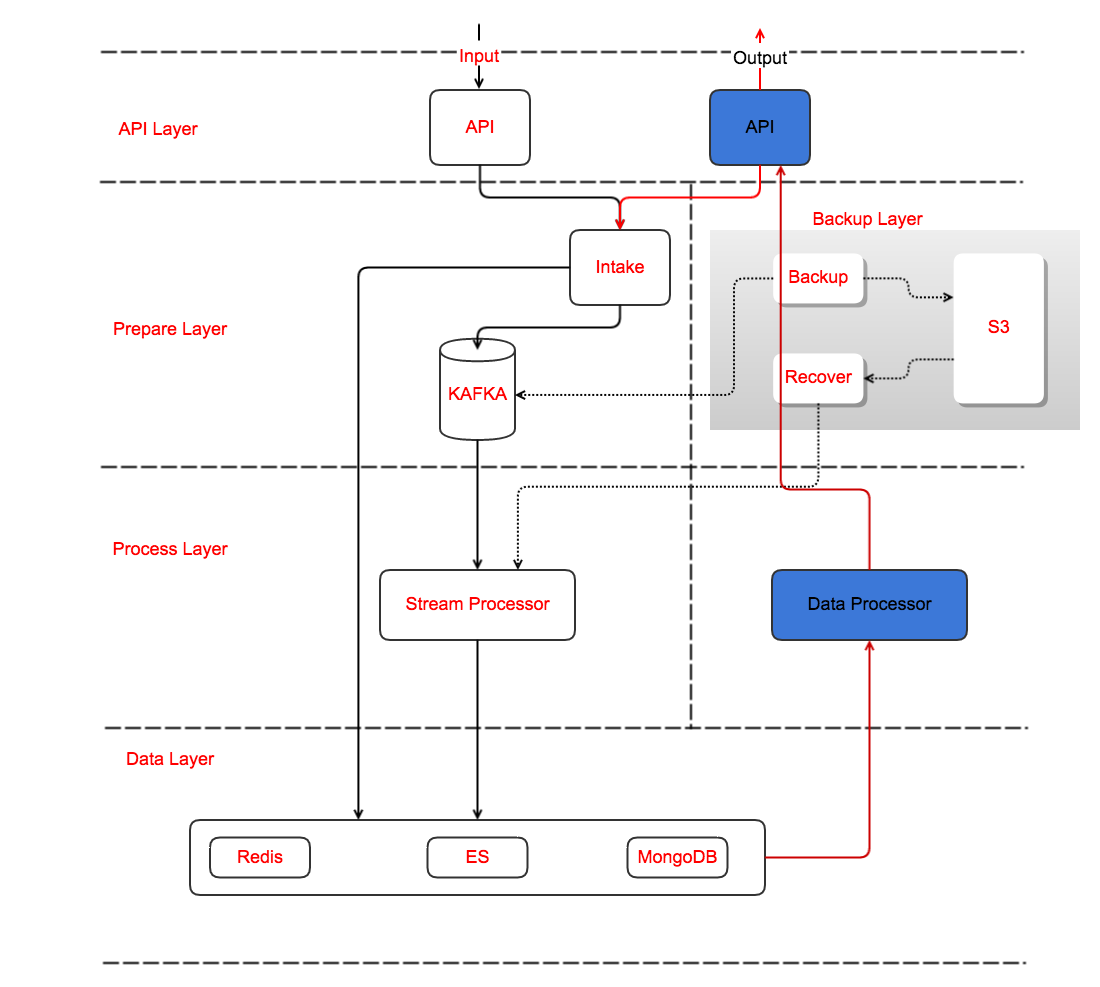 Input
Output
API Layer
API
API
Backup Layer
Intake
Backup
Prepare Layer
S3
Recover
KAFKA
Process Layer
Stream Processor
Data Processor
Data Layer
Redis
ES
MongoDB